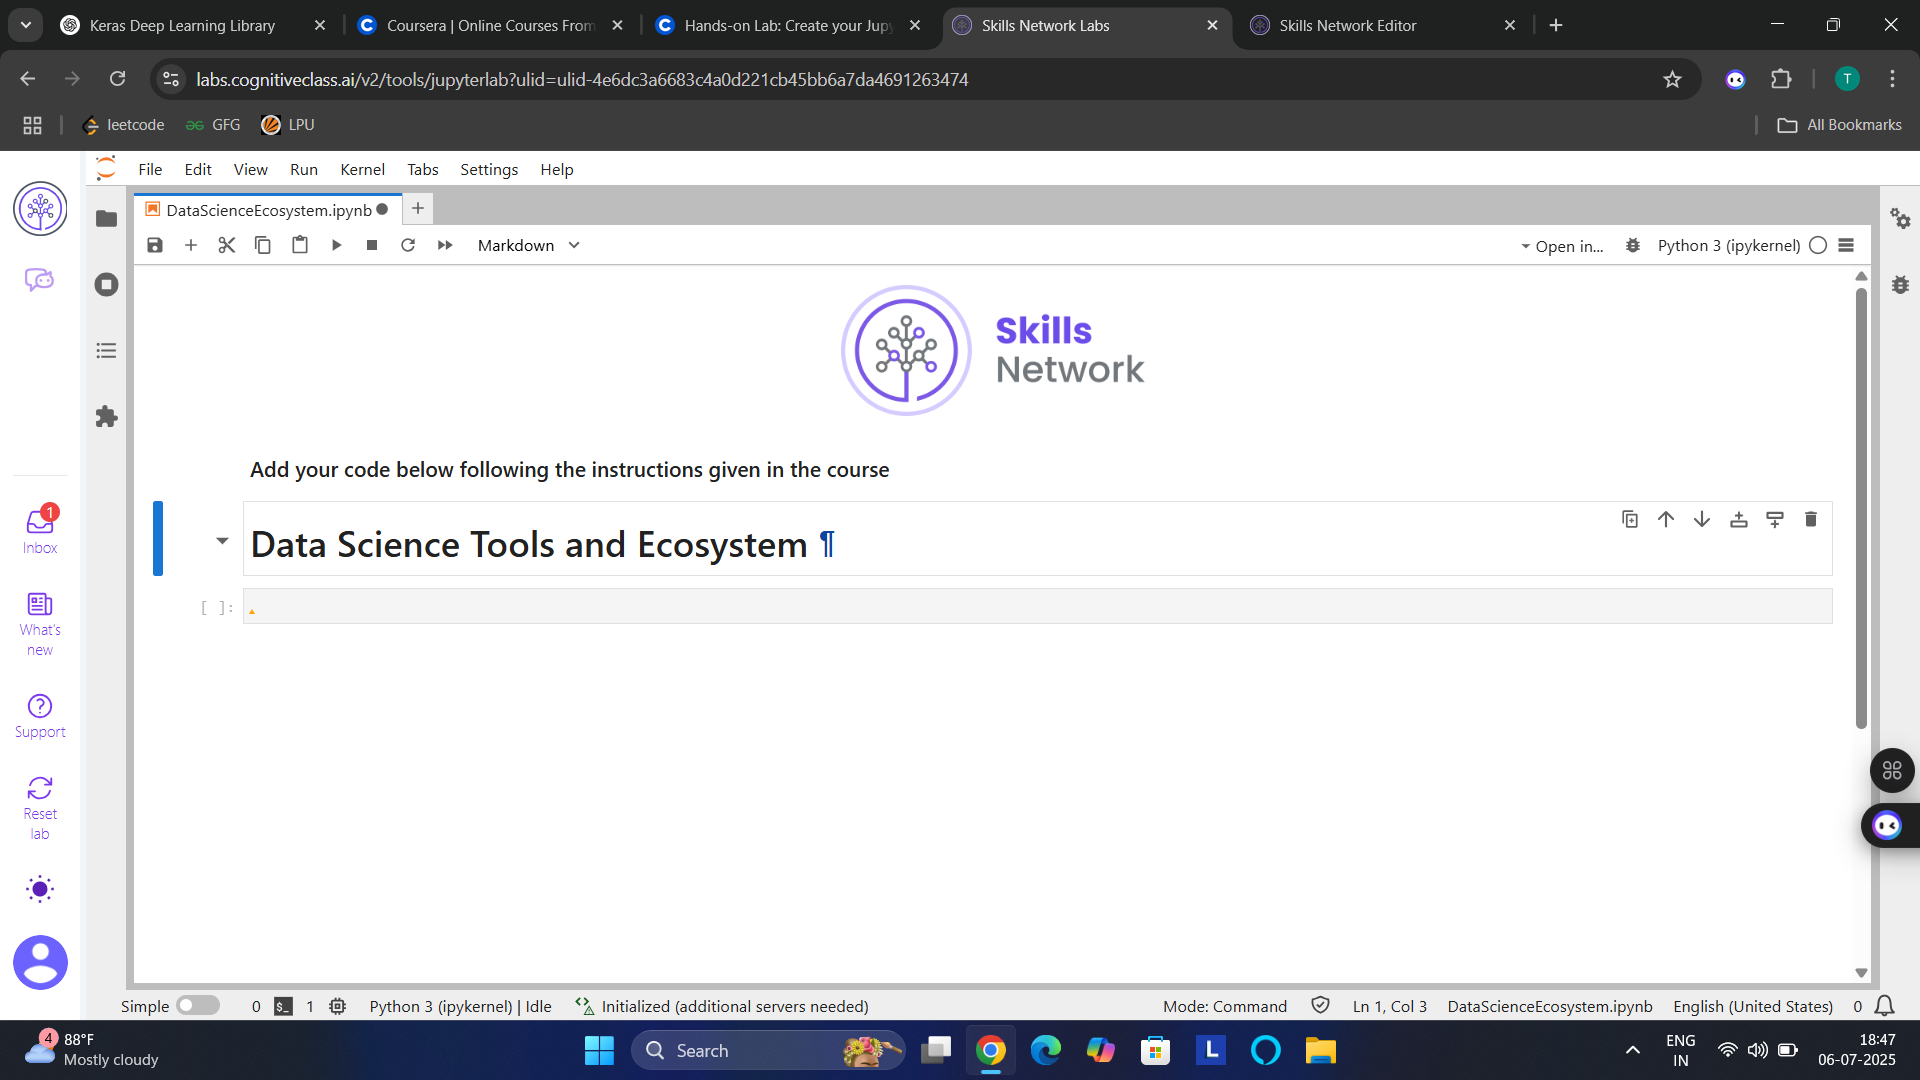 Keras Deep Learning Library
Coursera | Online Courses From
Hands-on Lab: Create your Jupy
Skills Network Labs
Skills Network Editor
labs.cognitiveclass.ai/v2/tools/jupyterlab?ulid=ulid-4e6dc3a6683c4a0d221cb45bb6a7da4691263474
T
leetcode
GFG
LPU
All Bookmarks
File Edit View Run Kernel Tabs Settings Help
DataScienceEcosystem.ipynb
Markdown
Open in...
Python 3 (ipykernel)
Skills
Network
Add your code below following the instructions given in the course
Data Science Tools and Ecosystem ¶
[ ]:
1
Inbox
What's
new
Support
Reset
lab
Simple
0
$_
1
Python 3 (ipykernel) | Idle
Initialized (additional servers needed)
Mode: Command
Ln 1, Col 3
DataScienceEcosystem.ipynb
English (United States)
0
4
88°F
Mostly cloudy
Search
L
ENG
IN
18:47
06-07-2025